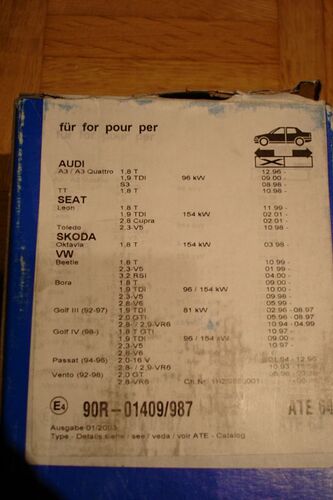 für for pour per
AUDI
A3 / A3 Quattro 1,8 T 12.96 -
1,9 TDI 96 kW 09.00 -
S3 08.98 -
TT 1,8 T 10.98 -
SEAT
Leon 1,8 T 11.99 -
1,9 TDI 154 kW 02.01 -
2,8 Cupra 02.01 -
Toledo 2,3-V5 10.98 -
SKODA
Oktavia 1,8 T 154 kW 03.98 -
VW
Beetle 1,8 T 10.99 -
2,3-V5 01.99 -
3,2 RSI 04.00 -
Bora 1,8 T 09.00 -
1,9 TDI 96 / 154 kW 10.00 -
2,3-V5 09.98 -
2,8-V6 05.99 -
Golf III (92-97) 1,9 TDI 81 kW 02.96 - 08.97
2,0 GTI 05.96 - 08.97
2,8- / 2,9-VR6 10.94 - 04.99
Golf IV (98-) 1,8 T GTI 10.97 -
1,9 TDI 96 / 154 kW
2,3-V5 10.97 -
2,8-V6
Passat (94-96) 2,0-16 V
2,8- / 2,9-VR6
Vento (92-98) 2,0 GT
2,8-VR6
E4 90R-01409/987 ATE
Ausgabe 01/2003
Type - Details siehe / see / veda / voir ATE - Catalog